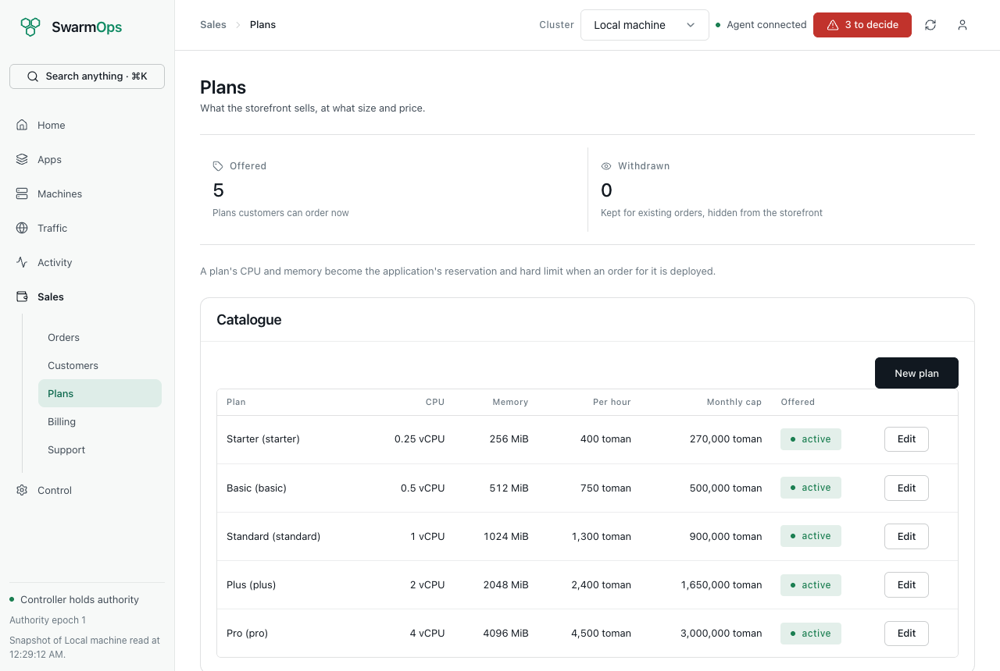 SwarmOps
Search anything · ⌘K
Home
Apps
Machines
Traffic
Activity
Sales
Orders
Customers
Plans
Billing
Support
Control
Controller holds authority
Authority epoch 1
Snapshot of Local machine read at
12:29:12 AM.
Sales > Plans
Cluster Local machine Agent connected 3 to decide
Plans
What the storefront sells, at what size and price.
Offered
5
Plans customers can order now
Withdrawn
0
Kept for existing orders, hidden from the storefront
A plan's CPU and memory become the application's reservation and hard limit when an order for it is deployed.
Catalogue
New plan
Plan CPU Memory Per hour Monthly cap Offered
Starter (starter) 0.25 vCPU 256 MiB 400 toman 270,000 toman active Edit
Basic (basic) 0.5 vCPU 512 MiB 750 toman 500,000 toman active Edit
Standard (standard) 1 vCPU 1024 MiB 1,300 toman 900,000 toman active Edit
Plus (plus) 2 vCPU 2048 MiB 2,400 toman 1,650,000 toman active Edit
Pro (pro) 4 vCPU 4096 MiB 4,500 toman 3,000,000 toman active Edit